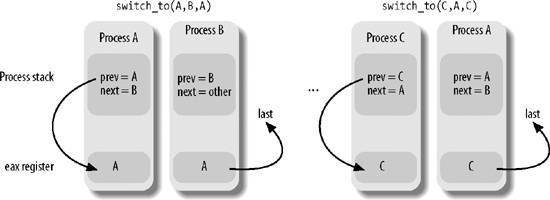 switch_to(A,B,A)
switch_to(C,A,C)
Process A
Process B
Process C
Process A
Process stack
prev = A
next = B
prev = B
next = other
...
prev = C
next = A
prev = A
next = B
last
last
eax register
A
A
C
C